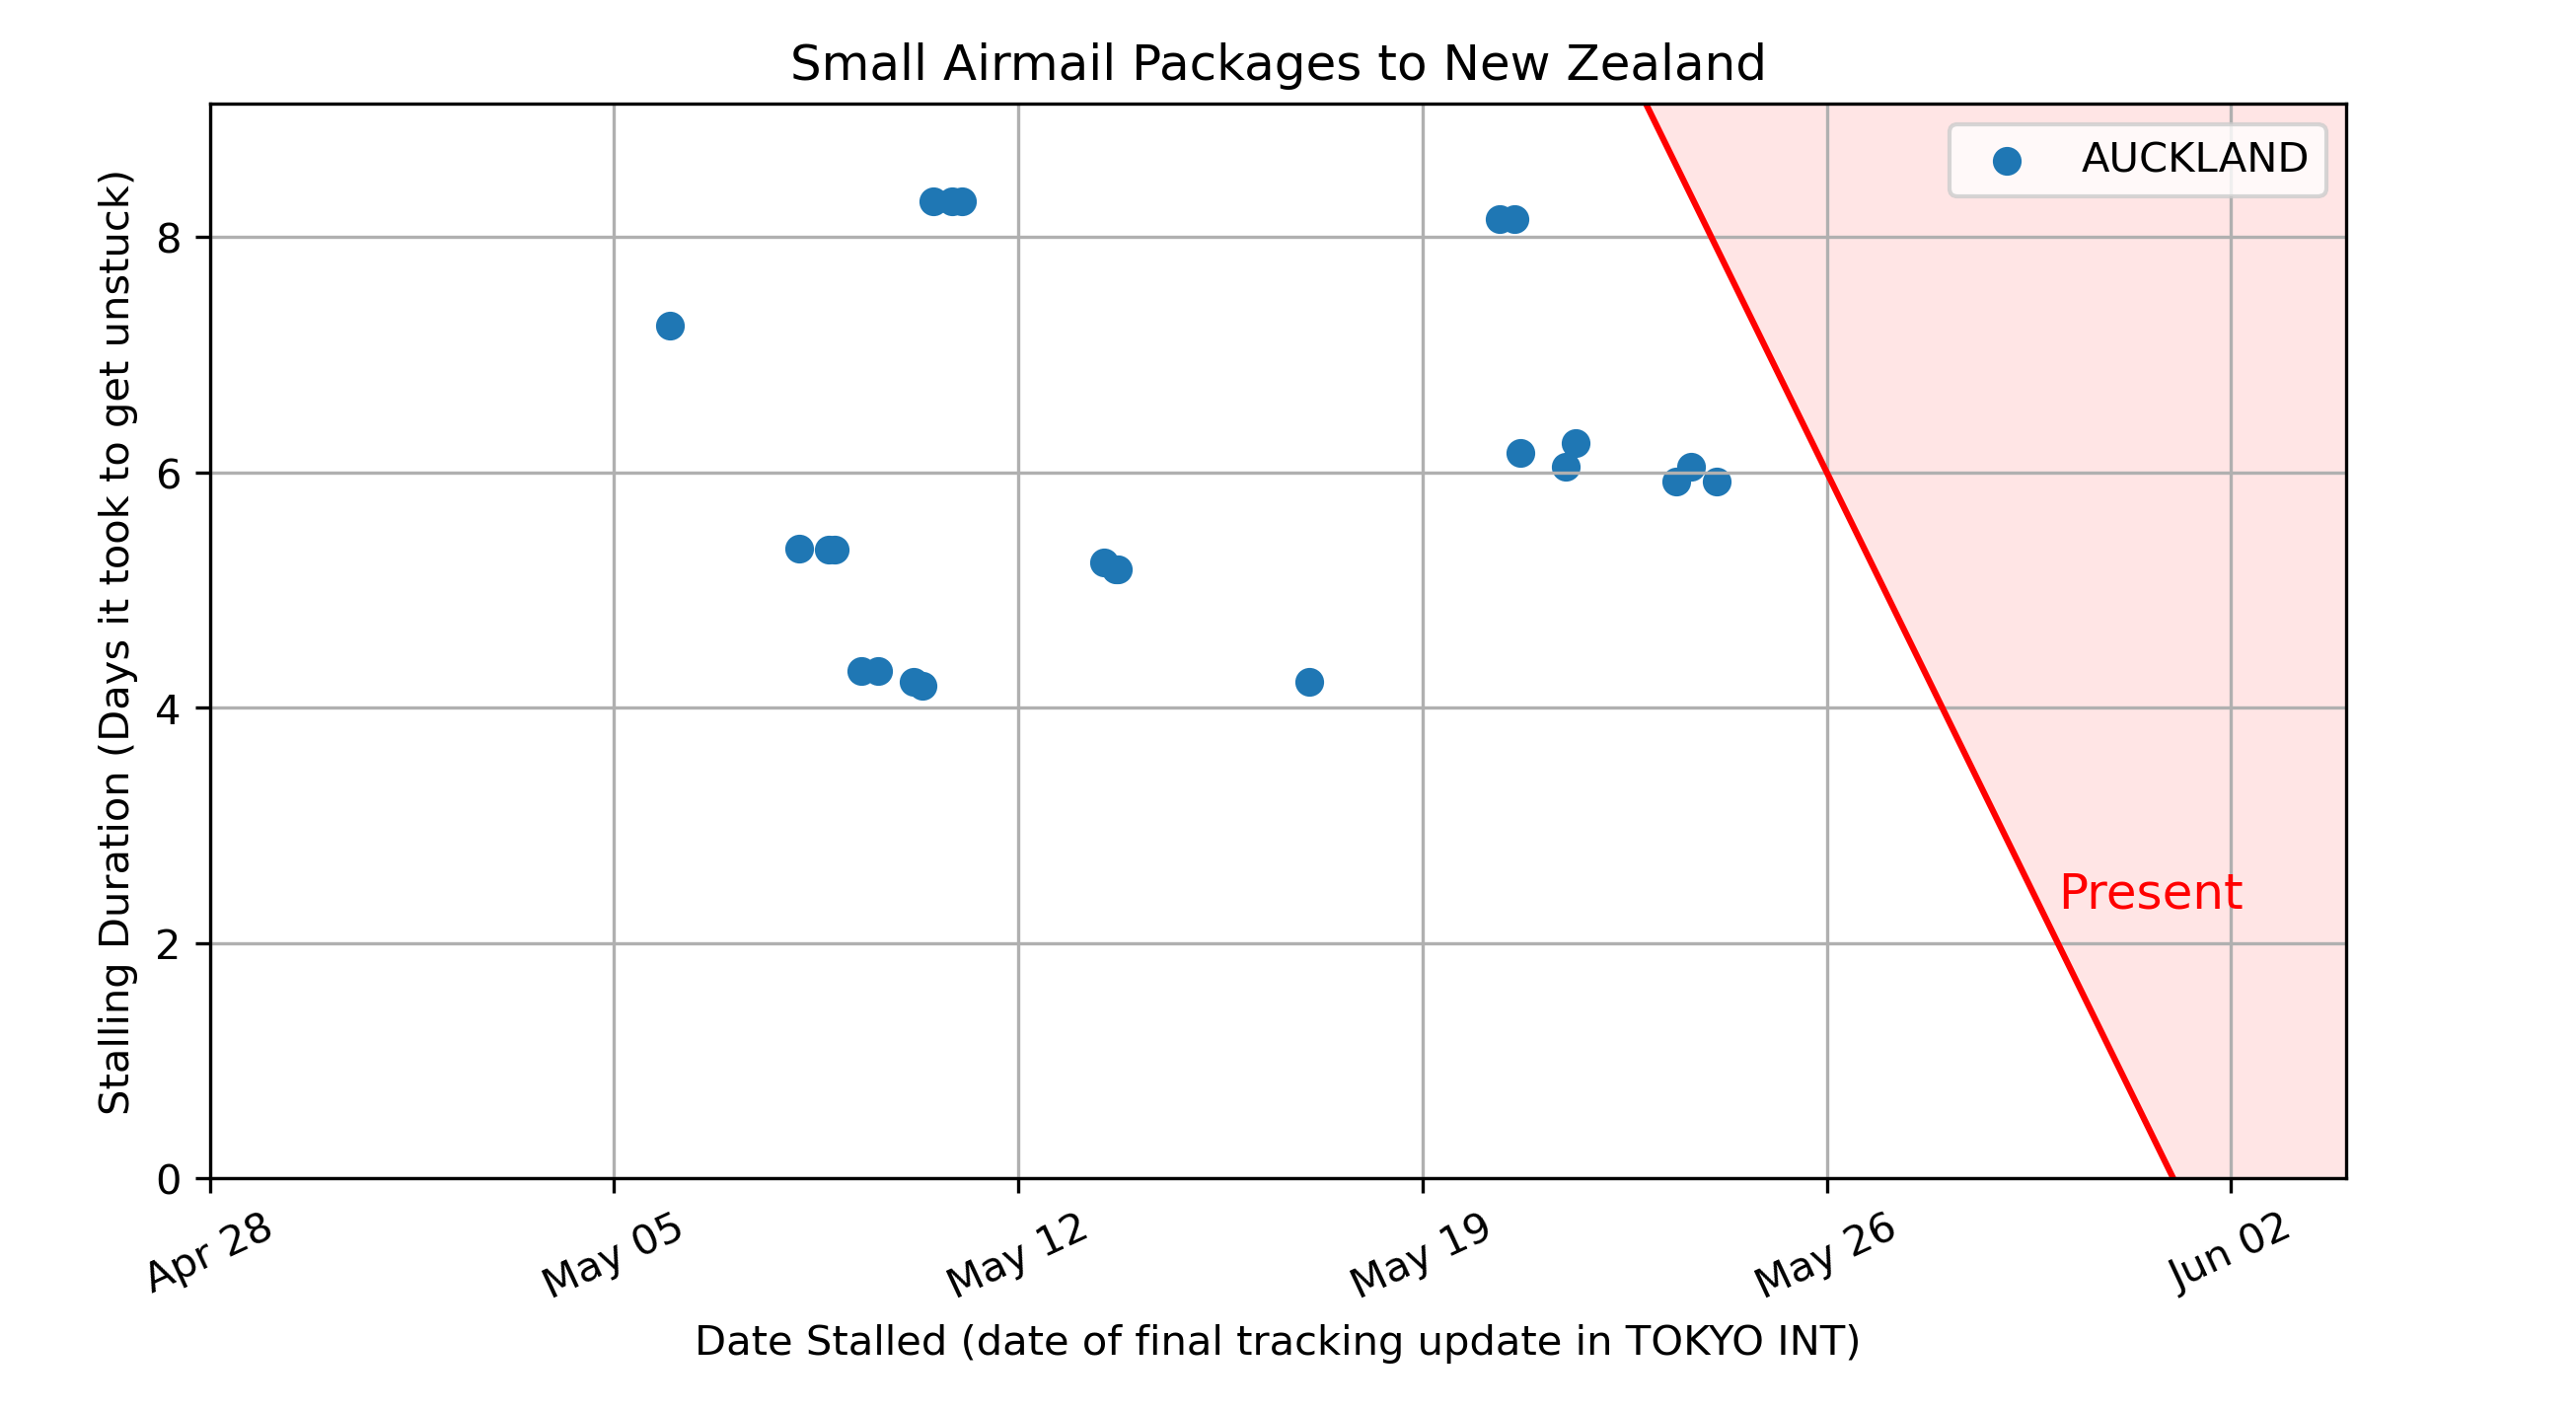 Small Airmail Packages to New Zealand
AUCKLAND
Stalling Duration (Days it took to get unstuck)
8
6
4
2
0
Present
Apr 28
May 05
May 12
May 19
May 26
Jun 02
Date Stalled (date of final tracking update in TOKYO INT)